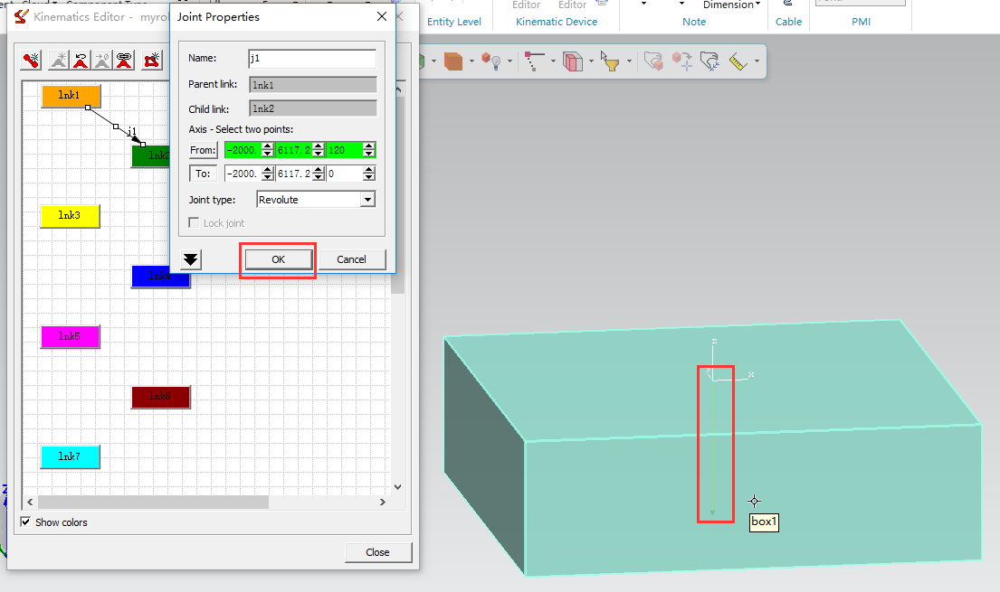 Component Type
Editor
Editor
Dimension
Entity Level
Kinematic Device
Note
Cable
PMI
Kinematics Editor - myro
Joint Properties
Name:
j1
Parent link:
lnk1
Child link:
lnk2
Axis - Select two points:
From:
-2000.
6117.2
120
To:
-2000.
6117.2
0
Joint type:
Revolute
Lock joint
OK
Cancel
lnk1
j1
lnk2
lnk3
lnk4
lnk5
lnk6
lnk7
Show colors
Close
z
x
box1
Z